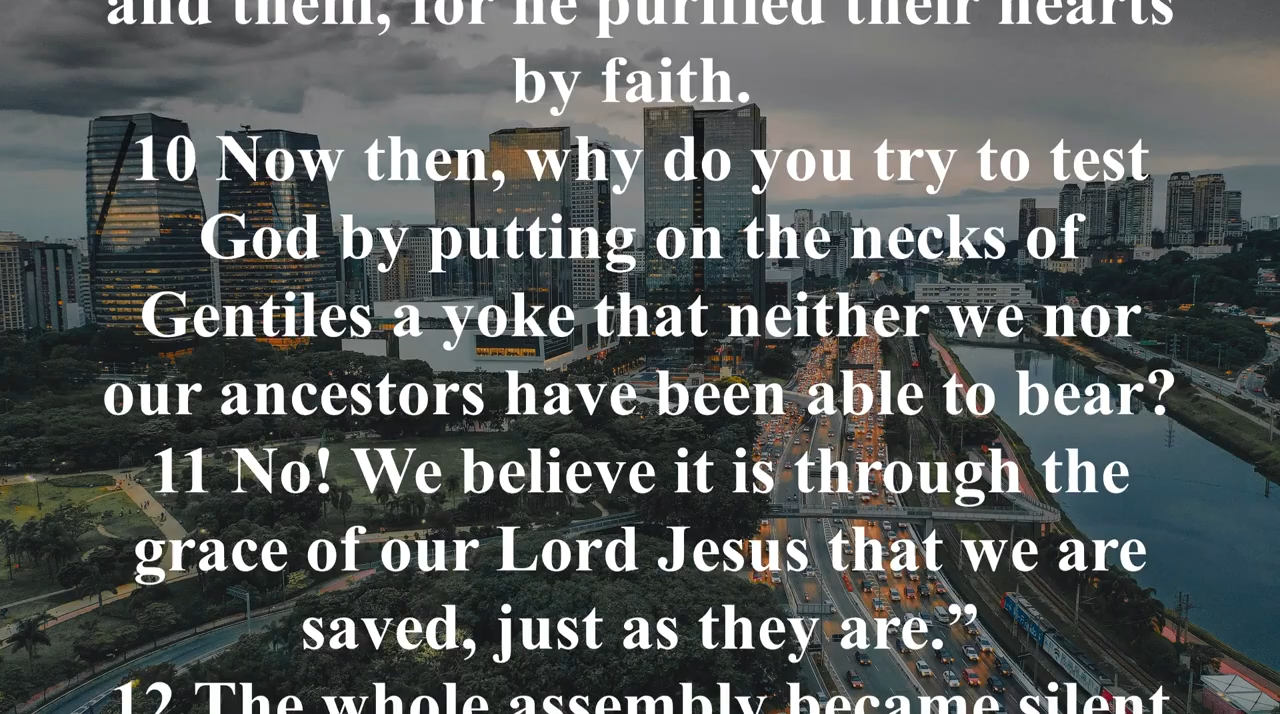 and them, for he purified their hearts
by faith.
10 Now then, why do you try to test
God by putting on the necks of
Gentiles a yoke that neither we nor
our ancestors have been able to bear?
11 No! We believe it is through the
grace of our Lord Jesus that we are
saved, just as they are.”
12 The whole assembly became silent